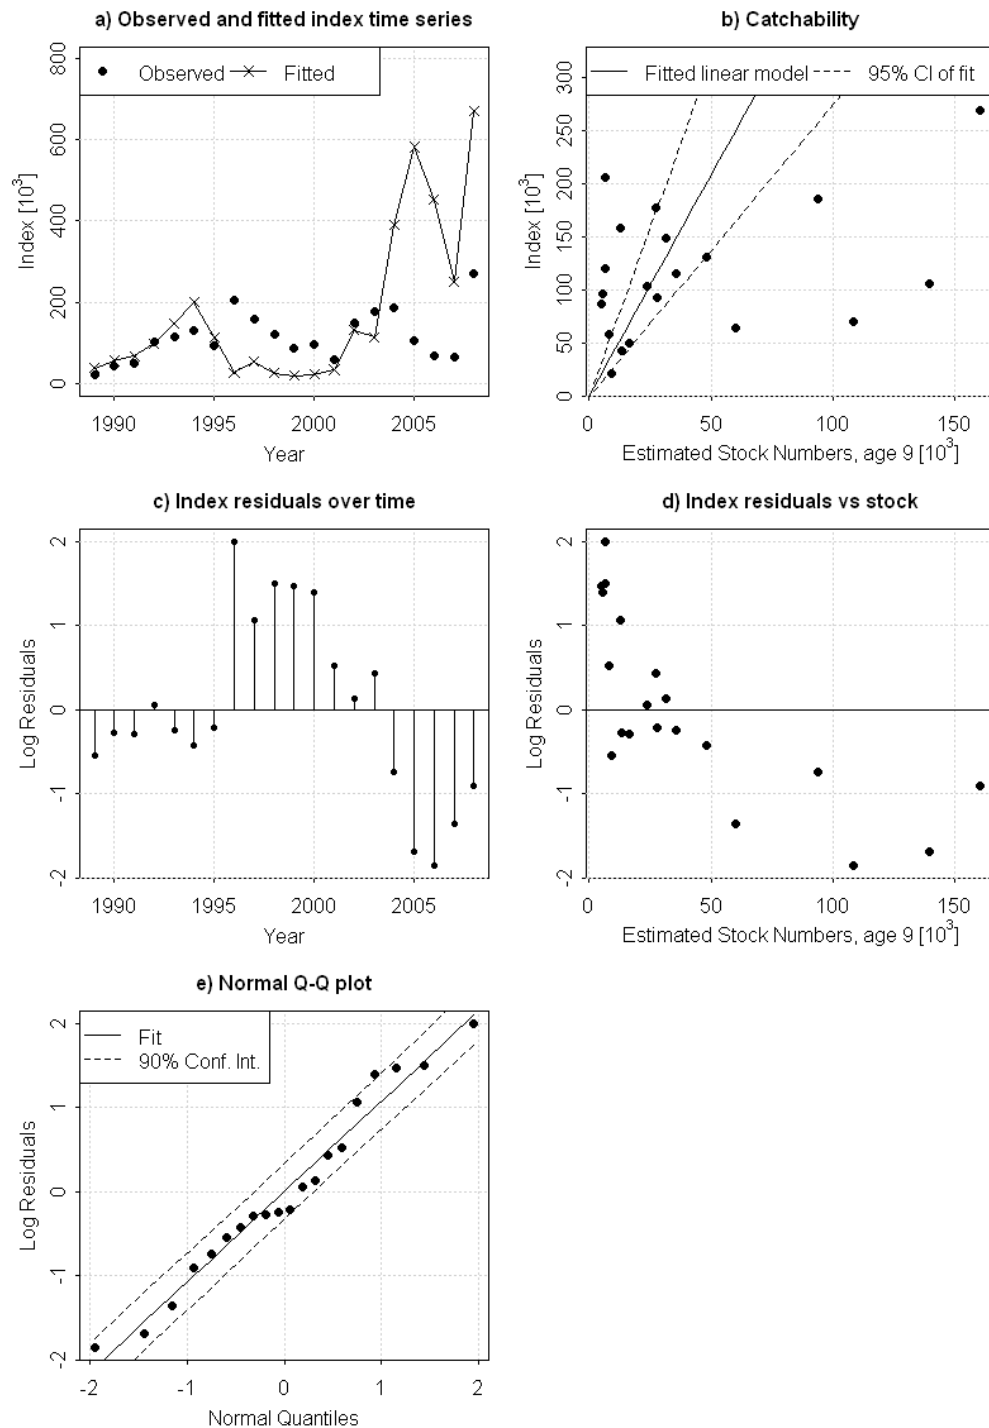 a) Observed and fitted index time series
Observed
Fitted
800
600
400
200
0
Index [10³]
1990 1995 2000 2005
Year
b) Catchability
Fitted linear model
95% CI of fit
300
250
200
150
100
50
0
Index [10³]
0 50 100 150
Estimated Stock Numbers, age 9 [10³]
c) Index residuals over time
2
1
0
-1
-2
Log Residuals
1990 1995 2000 2005
Year
d) Index residuals vs stock
2
1
0
-1
-2
Log Residuals
0 50 100 150
Estimated Stock Numbers, age 9 [10³]
e) Normal Q-Q plot
Fit
90% Conf. Int.
2
1
0
-1
-2
Log Residuals
-2 -1 0 1 2
Normal Quantiles